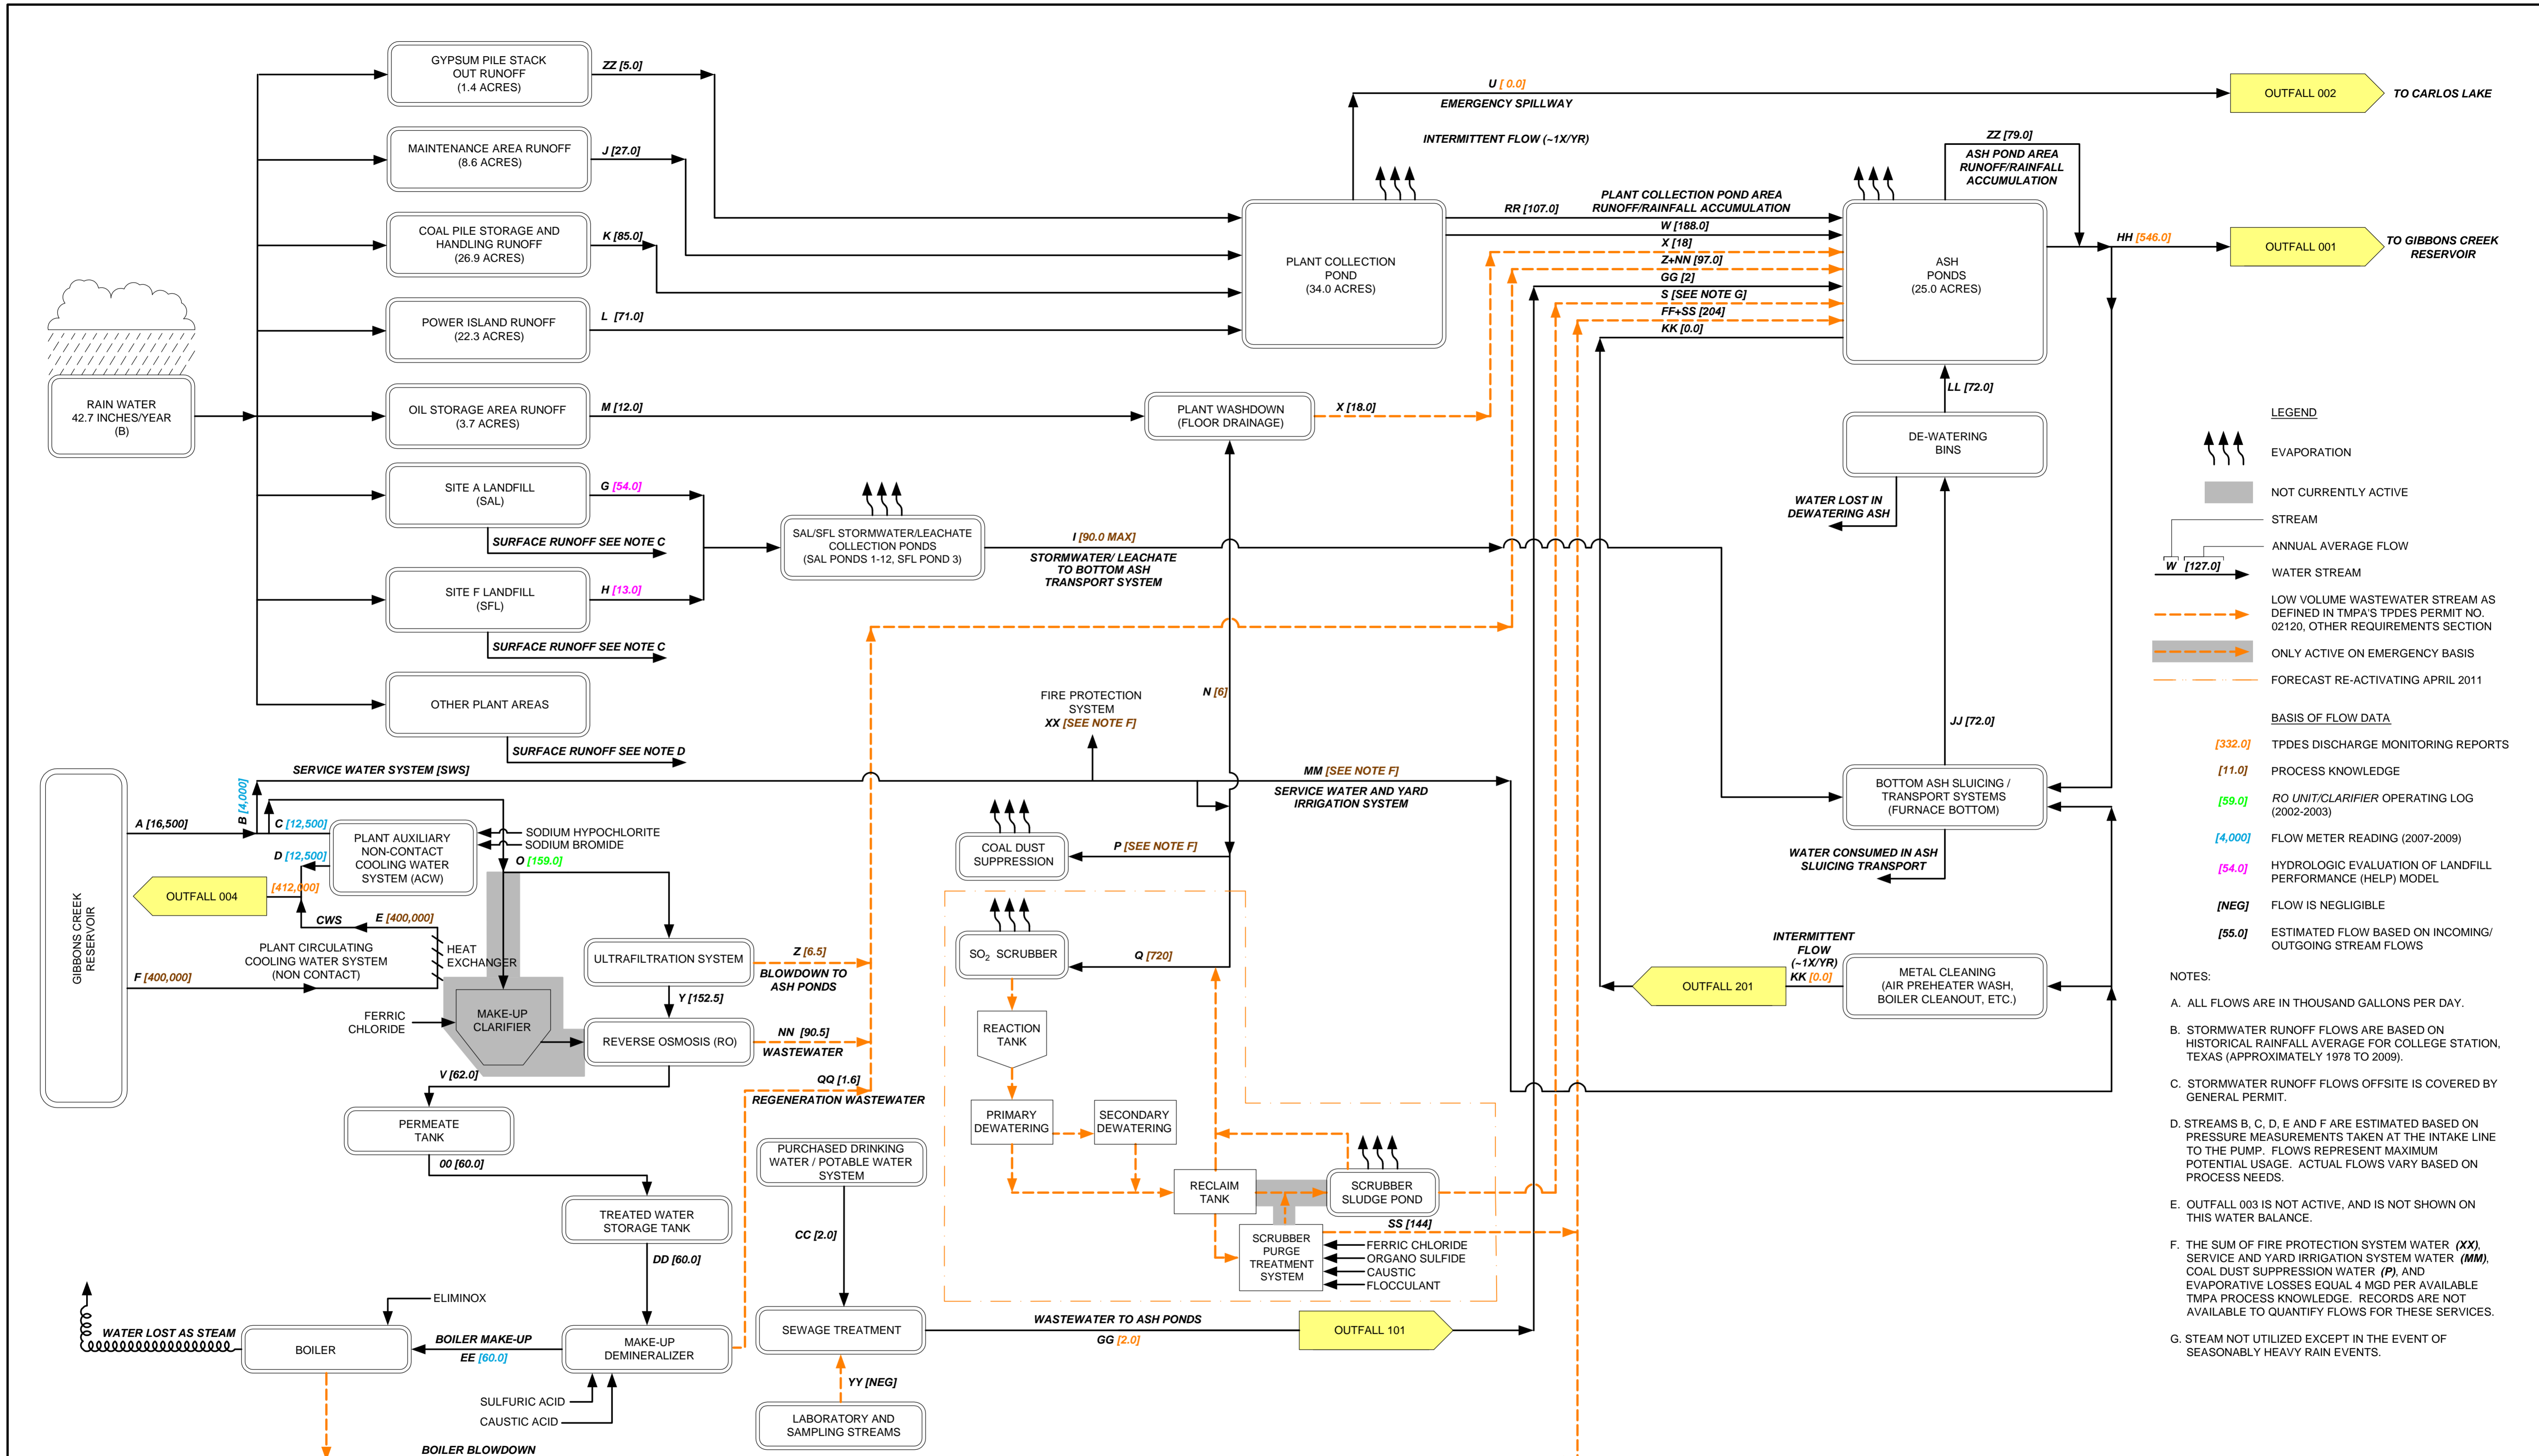 GYPSUM PILE STACK
OUT RUNOFF
(1.4 ACRES)
ZZ [5.0]
MAINTENANCE AREA RUNOFF
(8.6 ACRES)
J [27.0]
COAL PILE STORAGE AND
HANDLING RUNOFF
(26.9 ACRES)
K [85.0]
POWER ISLAND RUNOFF
(22.3 ACRES)
L [71.0]
RAIN WATER
42.7 INCHES/YEAR
(B)
OIL STORAGE AREA RUNOFF
(3.7 ACRES)
M [12.0]
SITE A LANDFILL
(SAL)
G [54.0]
SURFACE RUNOFF SEE NOTE C
SITE F LANDFILL
(SFL)
H [13.0]
SURFACE RUNOFF SEE NOTE C
OTHER PLANT AREAS
SURFACE RUNOFF SEE NOTE D
SAL/SFL STORMWATER/LEACHATE
COLLECTION PONDS
(SAL PONDS 1-12, SFL POND 3)
I [90.0 MAX]
STORMWATER/ LEACHATE
TO BOTTOM ASH
TRANSPORT SYSTEM
PLANT WASHDOWN
(FLOOR DRAINAGE)
X [18.0]
PLANT COLLECTION
POND
(34.0 ACRES)
U [ 0.0]
EMERGENCY SPILLWAY
INTERMITTENT FLOW (~1X/YR)
OUTFALL 002
TO CARLOS LAKE
RR [107.0]
PLANT COLLECTION POND AREA
RUNOFF/RAINFALL ACCUMULATION
W [188.0]
X [18]
Z+NN [97.0]
GG [2]
S [SEE NOTE G]
FF+SS [204]
KK [0.0]
ASH
PONDS
(25.0 ACRES)
ZZ [79.0]
ASH POND AREA
RUNOFF/RAINFALL
ACCUMULATION
HH [546.0]
OUTFALL 001
TO GIBBONS CREEK
RESERVOIR
LL [72.0]
DE-WATERING
BINS
WATER LOST IN
DEWATERING ASH
JJ [72.0]
BOTTOM ASH SLUICING /
TRANSPORT SYSTEMS
(FURNACE BOTTOM)
WATER CONSUMED IN ASH
SLUICING TRANSPORT
INTERMITTENT
FLOW
(~1X/YR)
KK [0.0]
METAL CLEANING
(AIR PREHEATER WASH,
BOILER CLEANOUT, ETC.)
OUTFALL 201
GIBBONS CREEK
RESERVOIR
SERVICE WATER SYSTEM [SWS]
A [16,500]
B [4,000]
C [12,500]
D [12,500]
PLANT AUXILIARY
NON-CONTACT
COOLING WATER
SYSTEM (ACW)
SODIUM HYPOCHLORITE
SODIUM BROMIDE
O [159.0]
OUTFALL 004
[412,000]
CWS
E [400,000]
PLANT CIRCULATING
COOLING WATER SYSTEM
(NON CONTACT)
F [400,000]
HEAT
EXCHANGER
FERRIC
CHLORIDE
MAKE-UP
CLARIFIER
ULTRAFILTRATION SYSTEM
Z [6.5]
BLOWDOWN TO
ASH PONDS
Y [152.5]
REVERSE OSMOSIS (RO)
NN [90.5]
WASTEWATER
V [62.0]
QQ [1.6]
REGENERATION WASTEWATER
PERMEATE
TANK
00 [60.0]
TREATED WATER
STORAGE TANK
DD [60.0]
MAKE-UP
DEMINERALIZER
BOILER MAKE-UP
EE [60.0]
ELIMINOX
BOILER
WATER LOST AS STEAM
SULFURIC ACID
CAUSTIC ACID
BOILER BLOWDOWN
FIRE PROTECTION
SYSTEM
XX [SEE NOTE F]
N [6]
MM [SEE NOTE F]
SERVICE WATER AND YARD
IRRIGATION SYSTEM
COAL DUST
SUPPRESSION
P [SEE NOTE F]
SO2 SCRUBBER
Q [720]
REACTION
TANK
PRIMARY
DEWATERING
SECONDARY
DEWATERING
RECLAIM
TANK
SCRUBBER
SLUDGE POND
SCRUBBER
PURGE
TREATMENT
SYSTEM
SS [144]
FERRIC CHLORIDE
ORGANO SULFIDE
CAUSTIC
FLOCCULANT
PURCHASED DRINKING
WATER / POTABLE WATER
SYSTEM
CC [2.0]
SEWAGE TREATMENT
WASTEWATER TO ASH PONDS
GG [2.0]
OUTFALL 101
YY [NEG]
LABORATORY AND
SAMPLING STREAMS
LEGEND
EVAPORATION
NOT CURRENTLY ACTIVE
STREAM
ANNUAL AVERAGE FLOW
W [127.0]
WATER STREAM
LOW VOLUME WASTEWATER STREAM AS
DEFINED IN TMPA'S TPDES PERMIT NO.
02120, OTHER REQUIREMENTS SECTION
ONLY ACTIVE ON EMERGENCY BASIS
FORECAST RE-ACTIVATING APRIL 2011
BASIS OF FLOW DATA
[332.0] TPDES DISCHARGE MONITORING REPORTS
[11.0] PROCESS KNOWLEDGE
[59.0] RO UNIT/CLARIFIER OPERATING LOG
(2002-2003)
[4,000] FLOW METER READING (2007-2009)
[54.0] HYDROLOGIC EVALUATION OF LANDFILL
PERFORMANCE (HELP) MODEL
[NEG] FLOW IS NEGLIGIBLE
[55.0] ESTIMATED FLOW BASED ON INCOMING/
OUTGOING STREAM FLOWS
NOTES:
A. ALL FLOWS ARE IN THOUSAND GALLONS PER DAY.
B. STORMWATER RUNOFF FLOWS ARE BASED ON
HISTORICAL RAINFALL AVERAGE FOR COLLEGE STATION,
TEXAS (APPROXIMATELY 1978 TO 2009).
C. STORMWATER RUNOFF FLOWS OFFSITE IS COVERED BY
GENERAL PERMIT.
D. STREAMS B, C, D, E AND F ARE ESTIMATED BASED ON
PRESSURE MEASUREMENTS TAKEN AT THE INTAKE LINE
TO THE PUMP. FLOWS REPRESENT MAXIMUM
POTENTIAL USAGE. ACTUAL FLOWS VARY BASED ON
PROCESS NEEDS.
E. OUTFALL 003 IS NOT ACTIVE, AND IS NOT SHOWN ON
THIS WATER BALANCE.
F. THE SUM OF FIRE PROTECTION SYSTEM WATER (XX),
SERVICE AND YARD IRRIGATION SYSTEM WATER (MM),
COAL DUST SUPPRESSION WATER (P), AND
EVAPORATIVE LOSSES EQUAL 4 MGD PER AVAILABLE
TMPA PROCESS KNOWLEDGE. RECORDS ARE NOT
AVAILABLE TO QUANTIFY FLOWS FOR THESE SERVICES.
G. STEAM NOT UTILIZED EXCEPT IN THE EVENT OF
SEASONABLY HEAVY RAIN EVENTS.